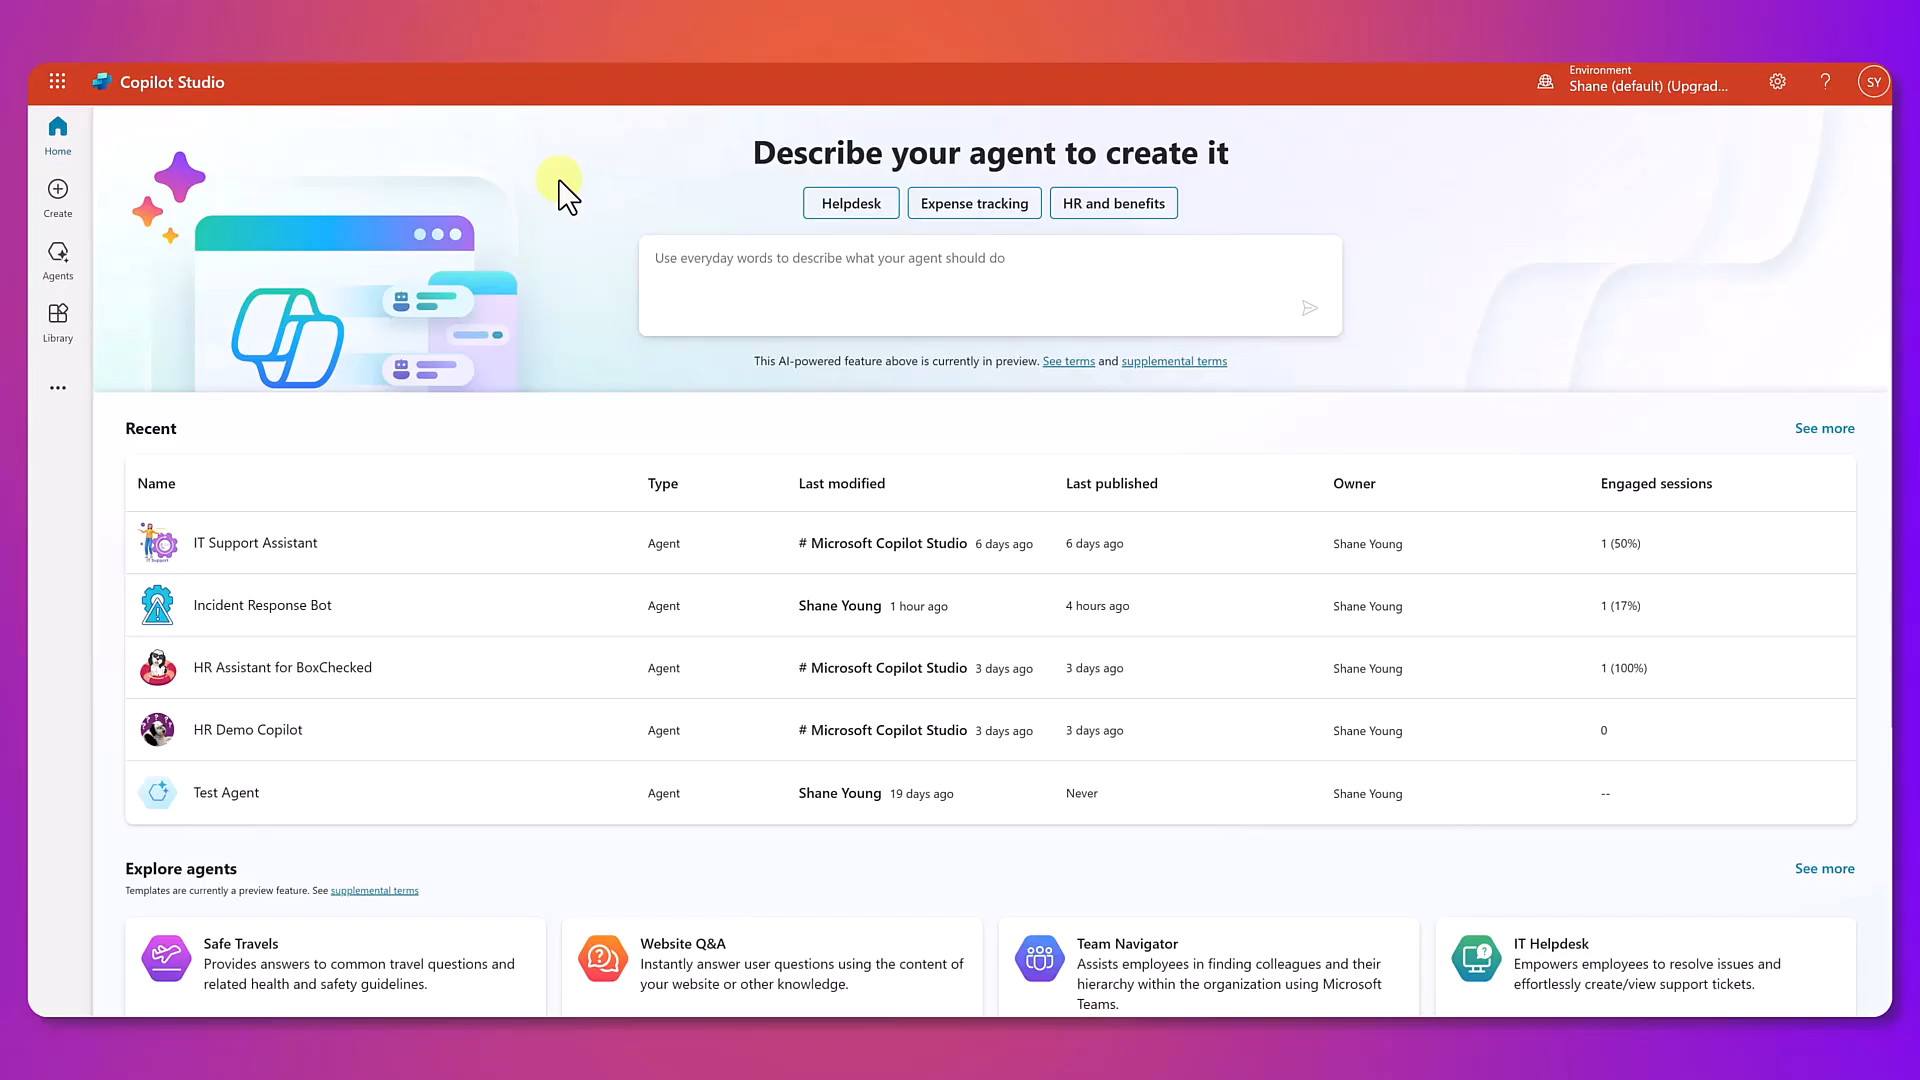 Copilot Studio
Environment
Shane (default) (Upgrad...
?
SY
Home
Create
Agents
Library
Describe your agent to create it
Helpdesk
Expense tracking
HR and benefits
Use everyday words to describe what your agent should do
This AI-powered feature above is currently in preview. See terms and supplemental terms
Recent
See more
Name Type Last modified Last published Owner Engaged sessions
IT Support Assistant Agent # Microsoft Copilot Studio 6 days ago 6 days ago Shane Young 1 (50%)
Incident Response Bot Agent Shane Young 1 hour ago 4 hours ago Shane Young 1 (17%)
HR Assistant for BoxChecked Agent # Microsoft Copilot Studio 3 days ago 3 days ago Shane Young 1 (100%)
HR Demo Copilot Agent # Microsoft Copilot Studio 3 days ago 3 days ago Shane Young 0
Test Agent Agent Shane Young 19 days ago Never Shane Young --
Explore agents
See more
Templates are currently a preview feature. See supplemental terms
Safe Travels
Provides answers to common travel questions and
related health and safety guidelines.
Website Q&A
Instantly answer user questions using the content of
your website or other knowledge.
Team Navigator
Assists employees in finding colleagues and their
hierarchy within the organization using Microsoft
Teams.
IT Helpdesk
Empowers employees to resolve issues and
effortlessly create/view support tickets.